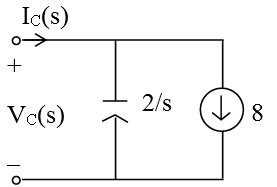 I_C(s)
+
V_C(s)
2/s
8
–